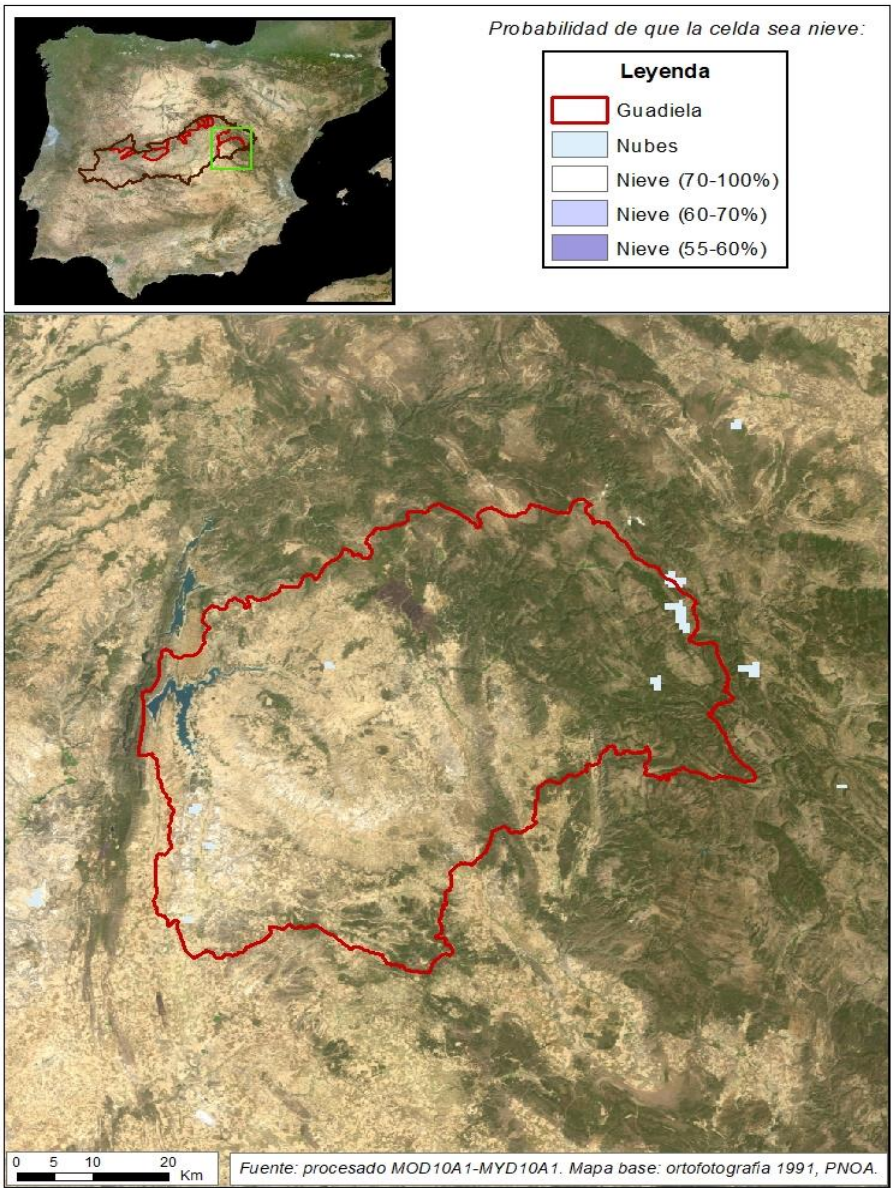 Probabilidad de que la celda sea nieve:
Leyenda
Guadiela
Nubes
Nieve (70-100%)
Nieve (60-70%)
Nieve (55-60%)
0 5 10 20
Km
Fuente: procesado MOD10A1-MYD10A1. Mapa base: ortofotografía 1991, PNOA.